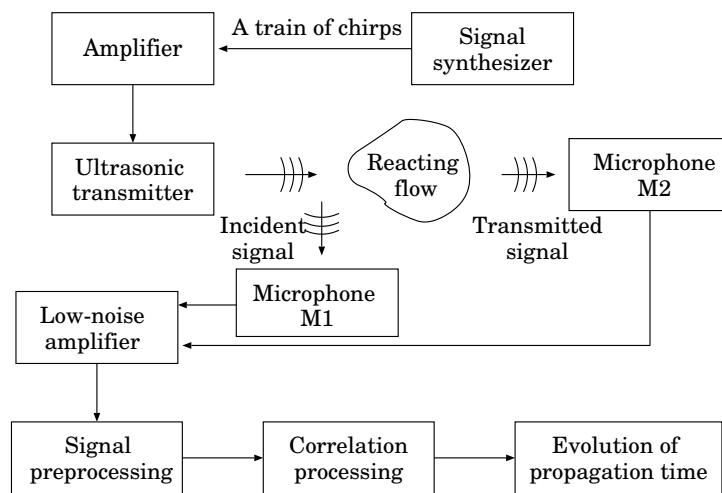 A train of chirps
Amplifier
Signal
synthesizer
Ultrasonic
transmitter
Reacting
flow
Microphone
M2
Incident
signal
Transmitted
signal
Microphone
M1
Low-noise
amplifier
Signal
preprocessing
Correlation
processing
Evolution of
propagation time